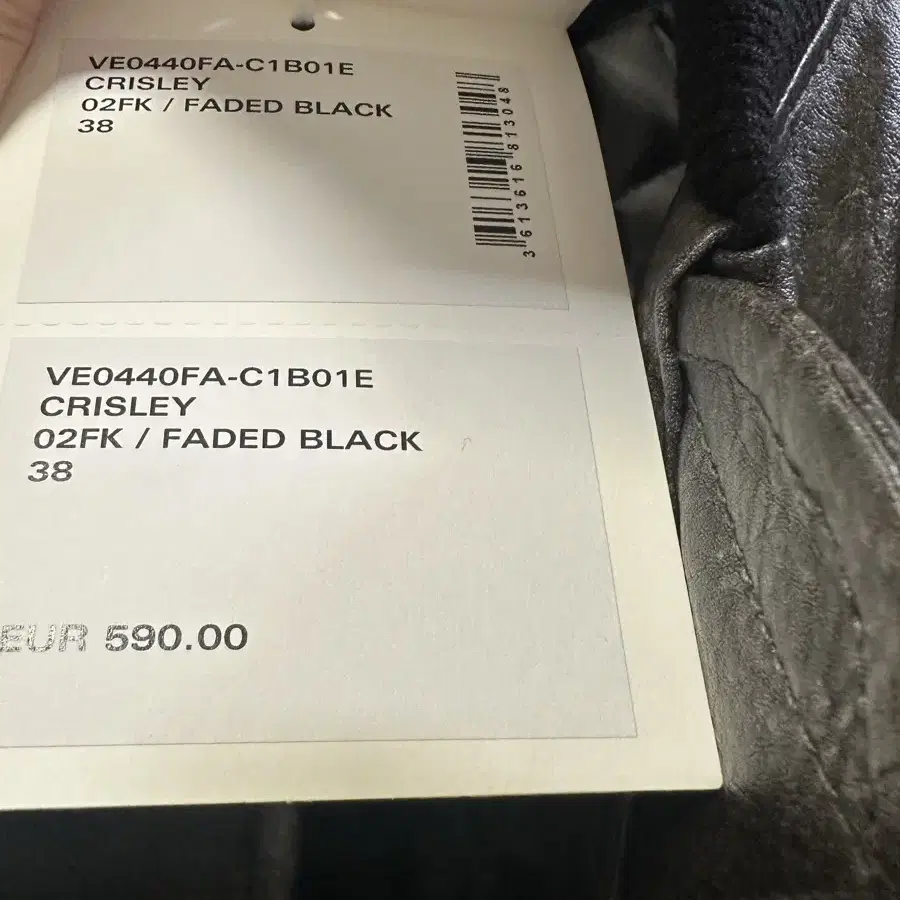 VE0440FA-C1B01E
CRISLEY
02FK / FADED BLACK
38
3613616813048
VE0440FA-C1B01E
CRISLEY
02FK / FADED BLACK
38
EUR 590.00